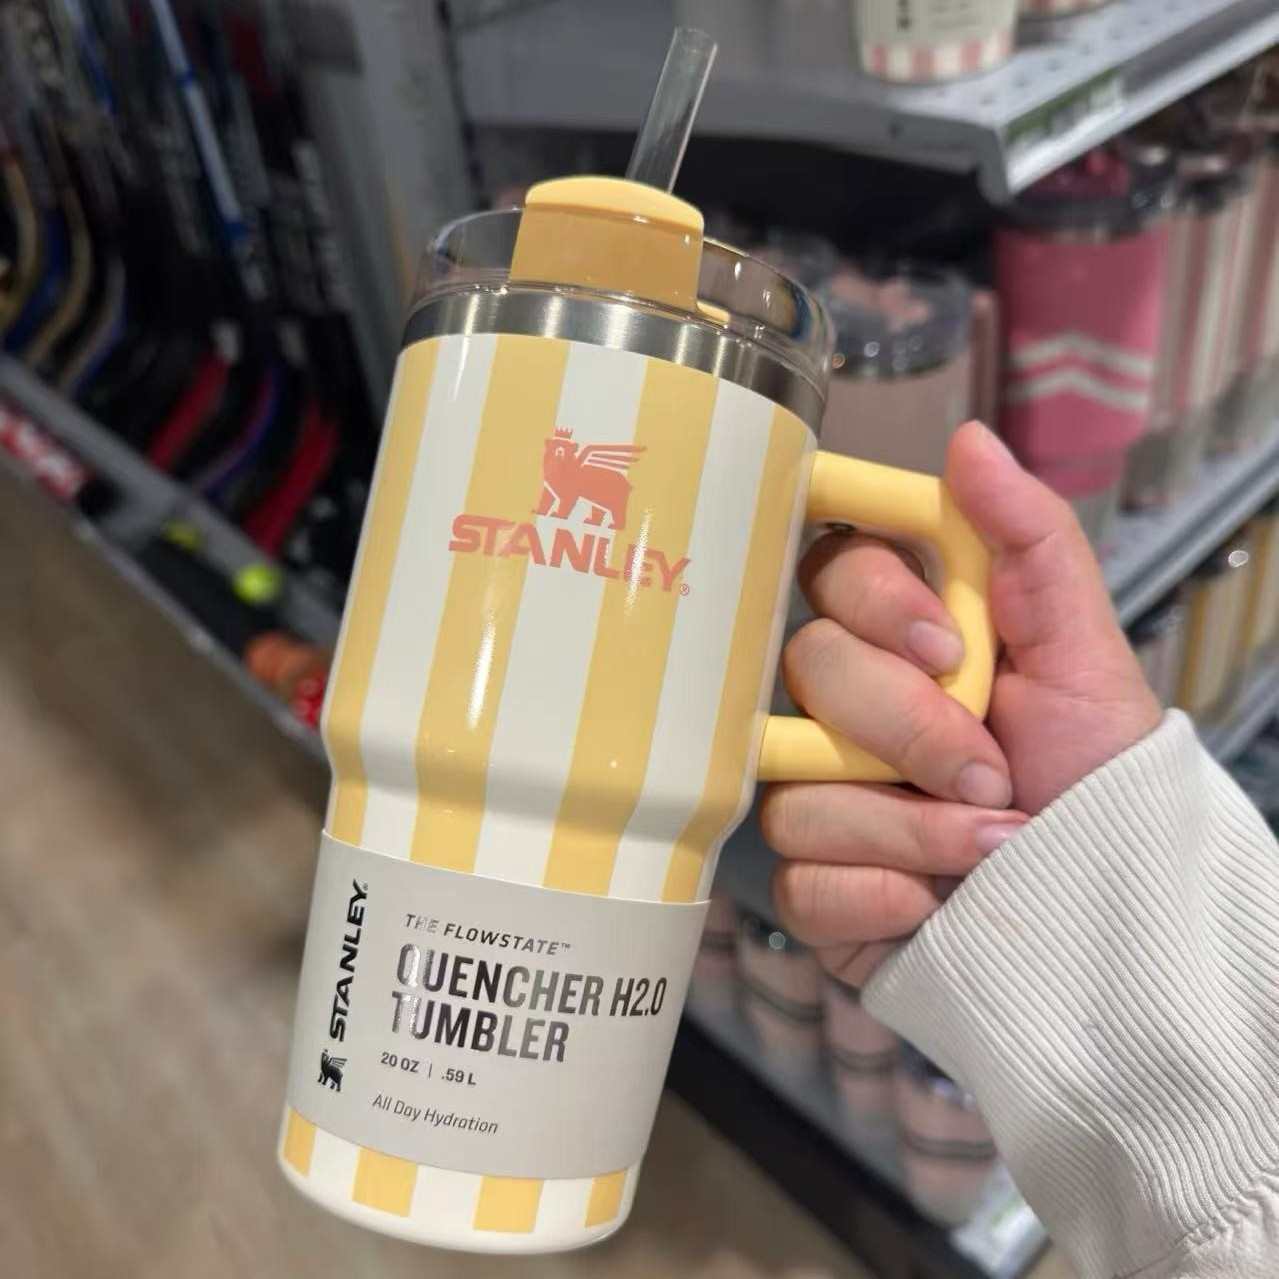 STANLEY®
STANLEY®
THE FLOWSTATE™
QUENCHER H2.0
TUMBLER
20 OZ | .59 L
All Day Hydration